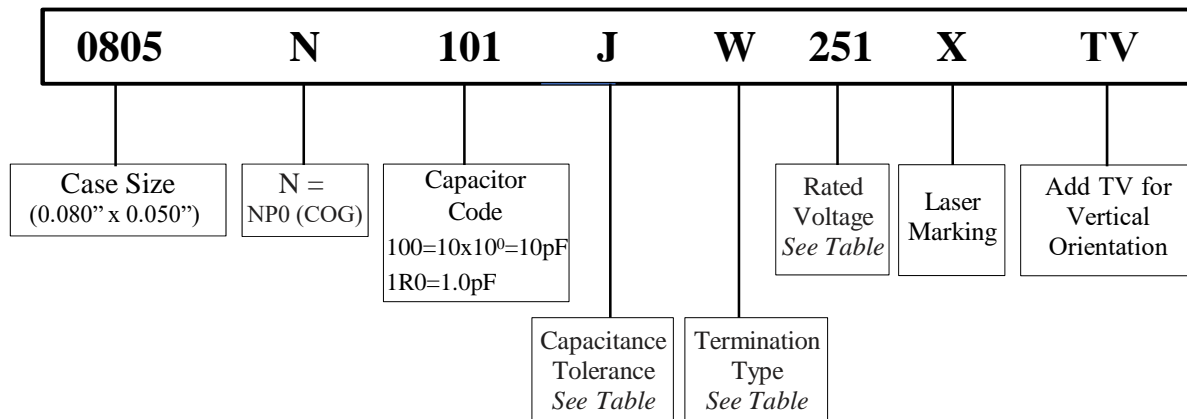 0805 N 101 J W 251 X TV
Case Size
(0.080” x 0.050”)
N =
NP0 (COG)
Capacitor
Code
100=10x10⁰=10pF
1R0=1.0pF
Rated
Voltage
See Table
Laser
Marking
Add TV for
Vertical
Orientation
Capacitance
Tolerance
See Table
Termination
Type
See Table